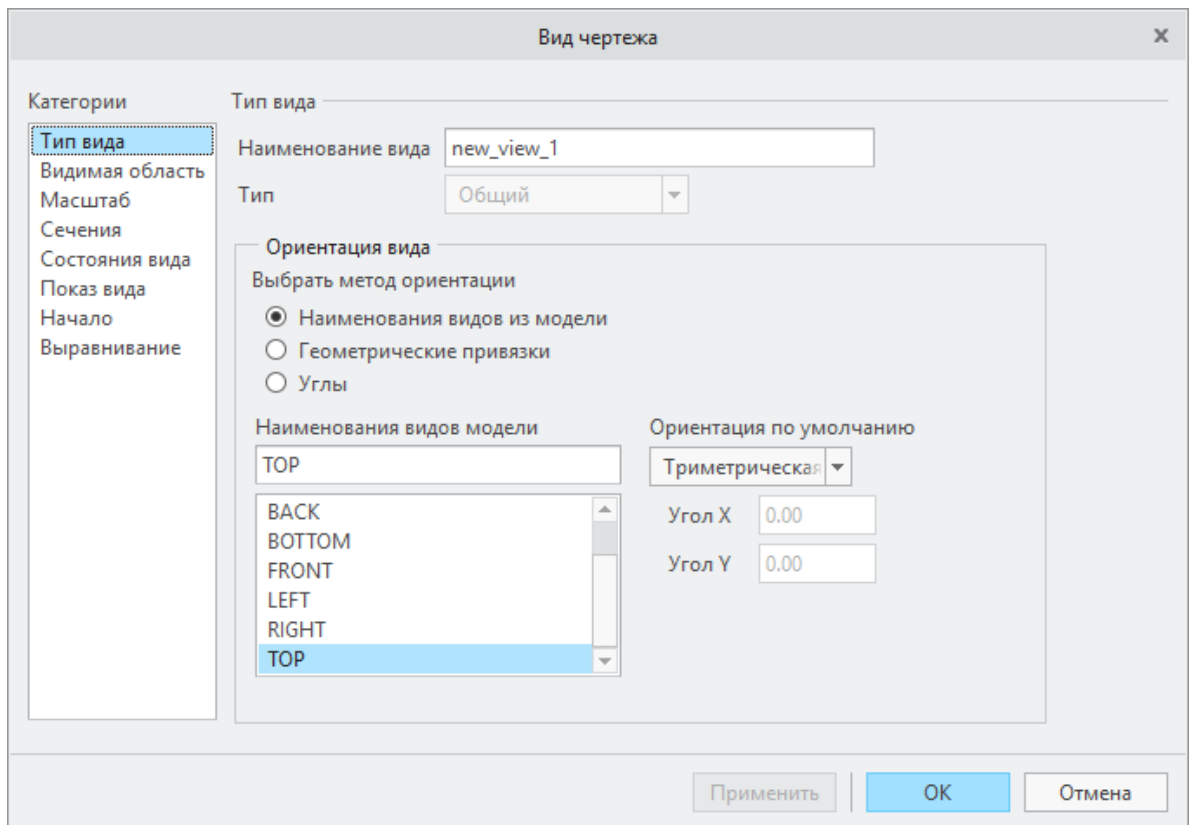 Вид чертежа
Категории
Тип вида
Видимая область
Масштаб
Сечения
Состояния вида
Показ вида
Начало
Выравнивание
Тип вида
Наименование вида new_view_1
Тип Общий
Ориентация вида
Выбрать метод ориентации
Наименования видов из модели
Геометрические привязки
Углы
Наименования видов модели
TOP
BACK
BOTTOM
FRONT
LEFT
RIGHT
TOP
Ориентация по умолчанию
Триметрическая
Угол X 0.00
Угол Y 0.00
Применить OK Отмена